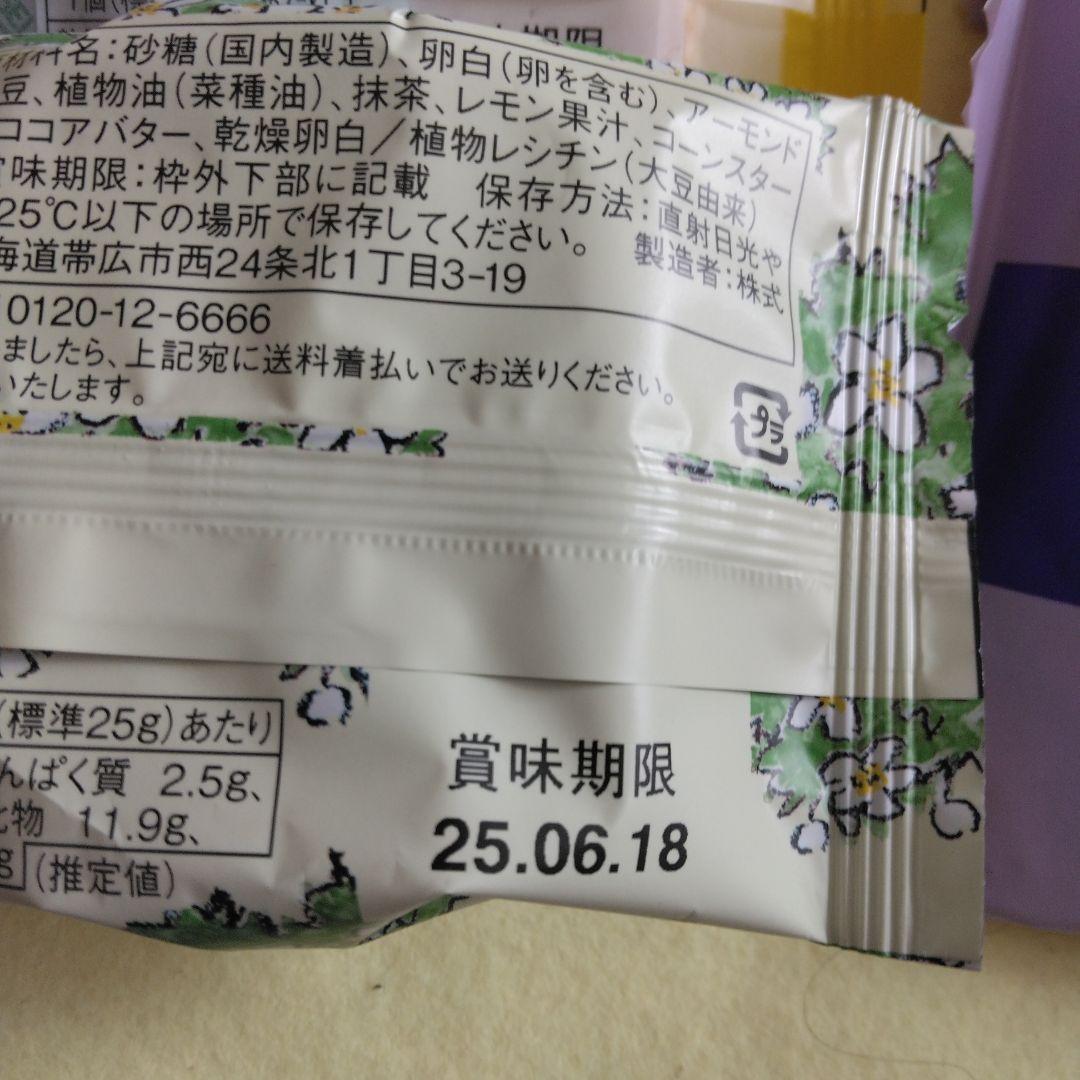 期限
名：砂糖（国内製造）、卵白（卵を含む）、アーモンド
豆、植物油（菜種油）、抹茶、レモン果汁、コーンスター
ココアバター、乾燥卵白／植物レシチン（大豆由来）
味期限：枠外下部に記載　保存方法：直射日光や
25℃以下の場所で保存してください。　製造者：株式
海道帯広市西24条北1丁目3-19
0120-12-6666
ましたら、上記宛に送料着払いでお送りください。
いたします。
プラ
（標準25g）あたり
んぱく質 2.5g、
物 11.9g、
g（推定値）
賞味期限
25.06.18